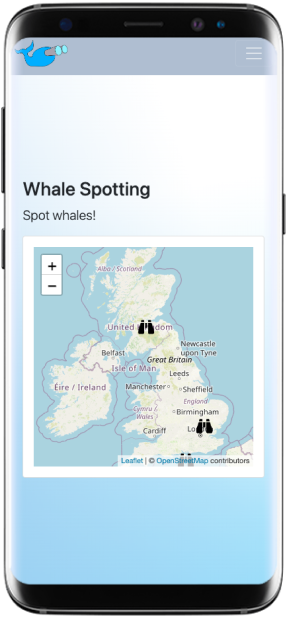 Whale Spotting
Spot whales!
+
−
Alba / Scotland
United Kingdom
Newcastle
upon Tyne
Belfast
Great Britain
Isle of Man
Leeds
Éire / Ireland
Manchester
Sheffield
England
Cymru /
Wales
Birmingham
Cardiff
Lo
Leaflet | © OpenStreetMap contributors